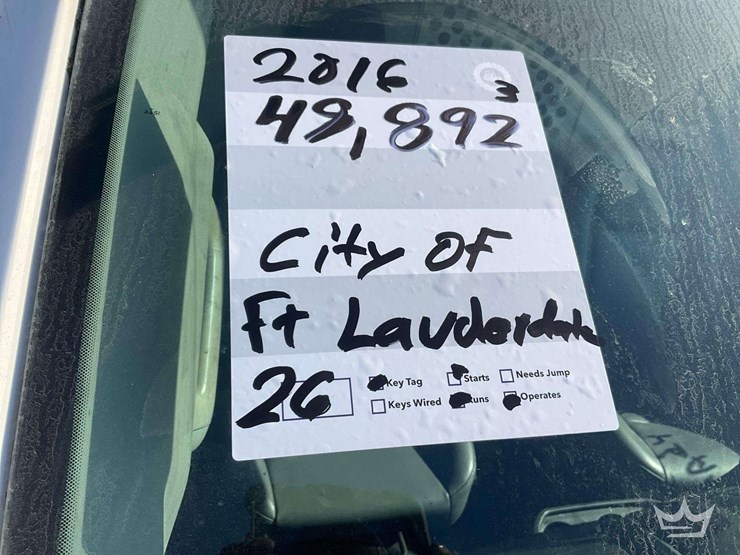 2016
3
49,892
City OF
Ft Lauderdale
26
Key Tag Starts Needs Jump
Keys Wired Runs Operates